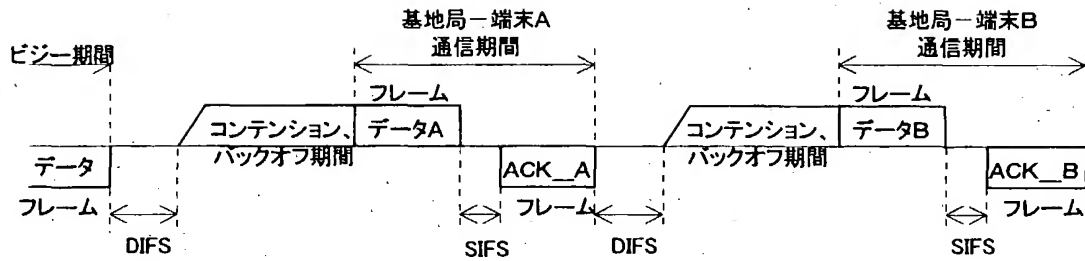 基地局－端末A
通信期間
基地局－端末B
通信期間
ビジー期間
フレーム
フレーム
コンテンション、
バックオフ期間
データA
コンテンション、
バックオフ期間
データB
データ
ACK__A
ACK__B
フレーム
フレーム
フレーム
DIFS
SIFS
DIFS
SIFS